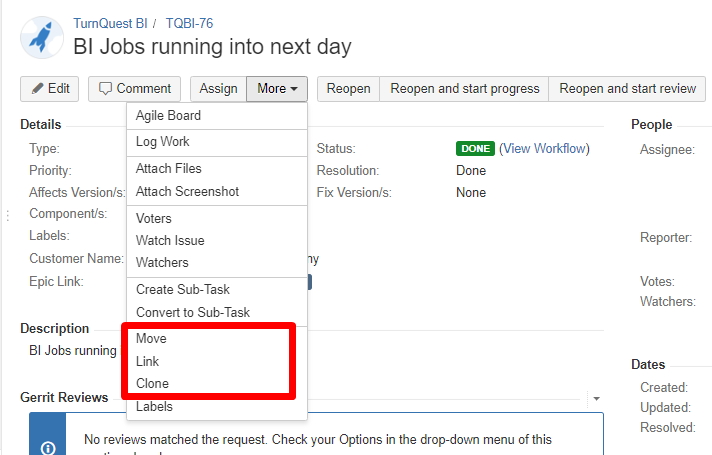 TurnQuest BI / TQBI-76
BI Jobs running into next day
Edit Comment Assign More Reopen Reopen and start progress Reopen and start review
Details
People
Type:
Priority:
Affects Version/s:
Component/s:
Labels:
Customer Name:
Epic Link:
Agile Board
Log Work
Attach Files
Attach Screenshot
Voters
Watch Issue
Watchers
Create Sub-Task
Convert to Sub-Task
Move
Link
Clone
Labels
Status: DONE (View Workflow)
Resolution: Done
Fix Version/s: None
Assignee:
Reporter:
Votes:
Watchers:
Description
BI Jobs running
Gerrit Reviews
No reviews matched the request. Check your Options in the drop-down menu of this
Dates
Created:
Updated:
Resolved: